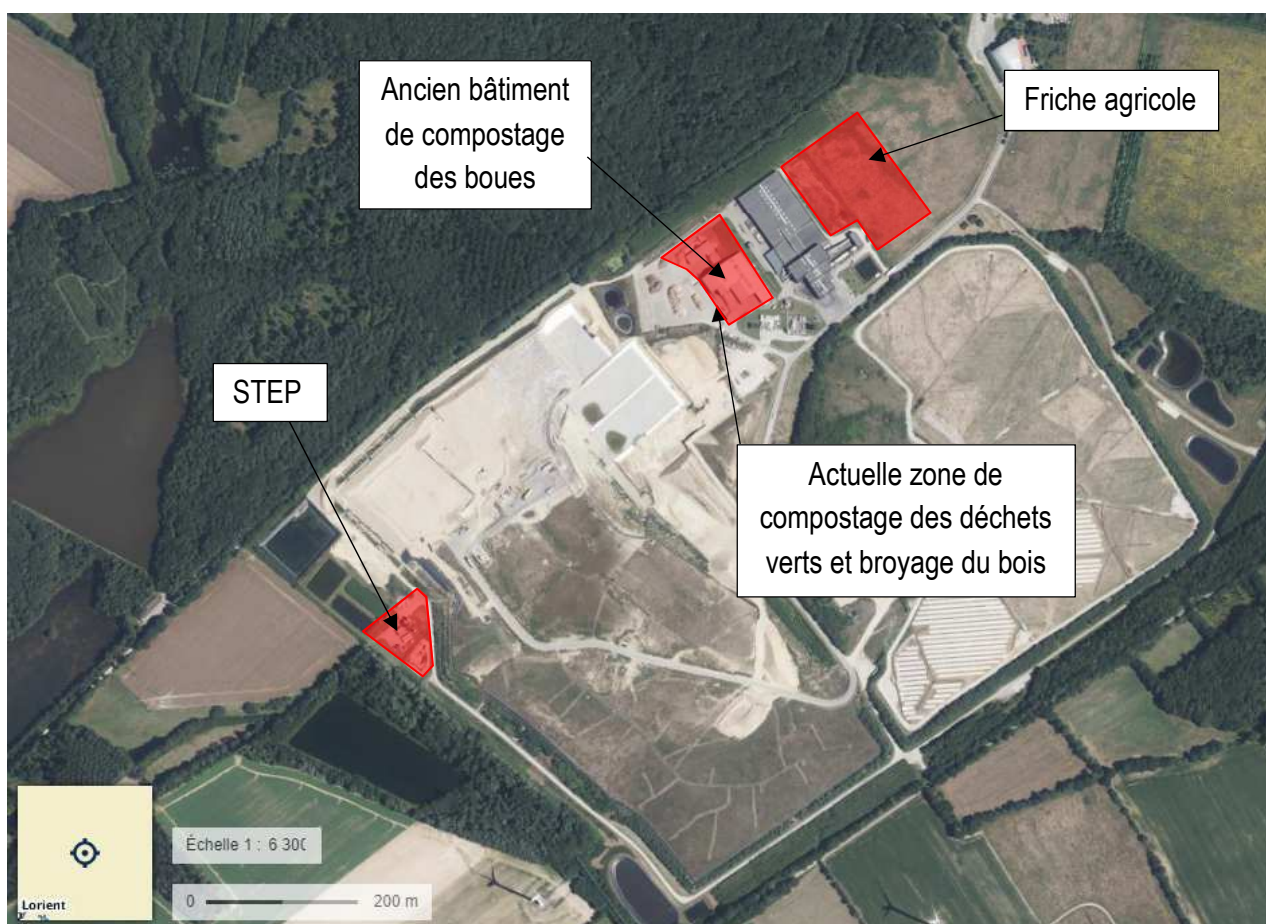 Ancien bâtiment
de compostage
des boues
Friche agricole
STEP
Actuelle zone de
compostage des déchets
verts et broyage du bois
Échelle 1 : 6 300
0
200 m
Lorient